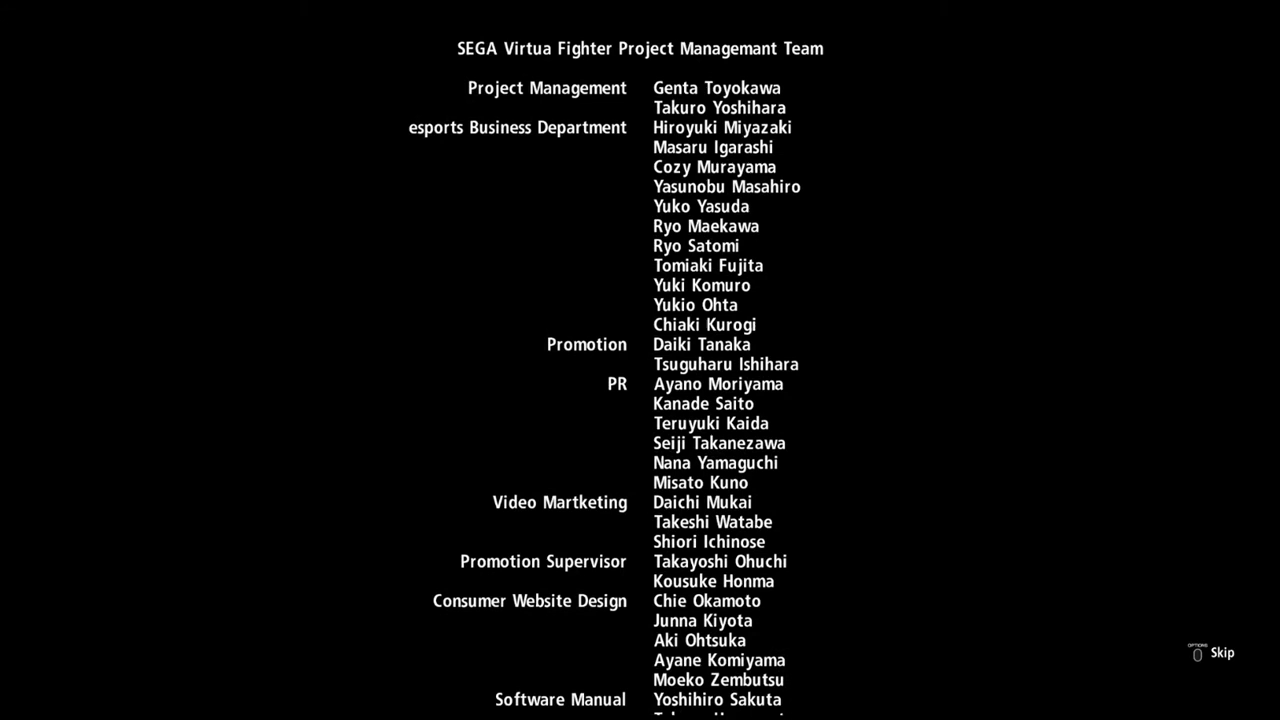 SEGA Virtua Fighter Project Managemant Team
Project Management Genta Toyokawa
Takuro Yoshihara
esports Business Department Hiroyuki Miyazaki
Masaru Igarashi
Cozy Murayama
Yasunobu Masahiro
Yuko Yasuda
Ryo Maekawa
Ryo Satomi
Tomiaki Fujita
Yuki Komuro
Yukio Ohta
Chiaki Kurogi
Promotion Daiki Tanaka
Tsuguharu Ishihara
PR Ayano Moriyama
Kanade Saito
Teruyuki Kaida
Seiji Takanezawa
Nana Yamaguchi
Misato Kuno
Video Martketing Daichi Mukai
Takeshi Watabe
Shiori Ichinose
Promotion Supervisor Takayoshi Ohuchi
Kousuke Honma
Consumer Website Design Chie Okamoto
Junna Kiyota
Aki Ohtsuka
Ayane Komiyama
OPTIONS Skip
Moeko Zembutsu
Software Manual Yoshihiro Sakuta